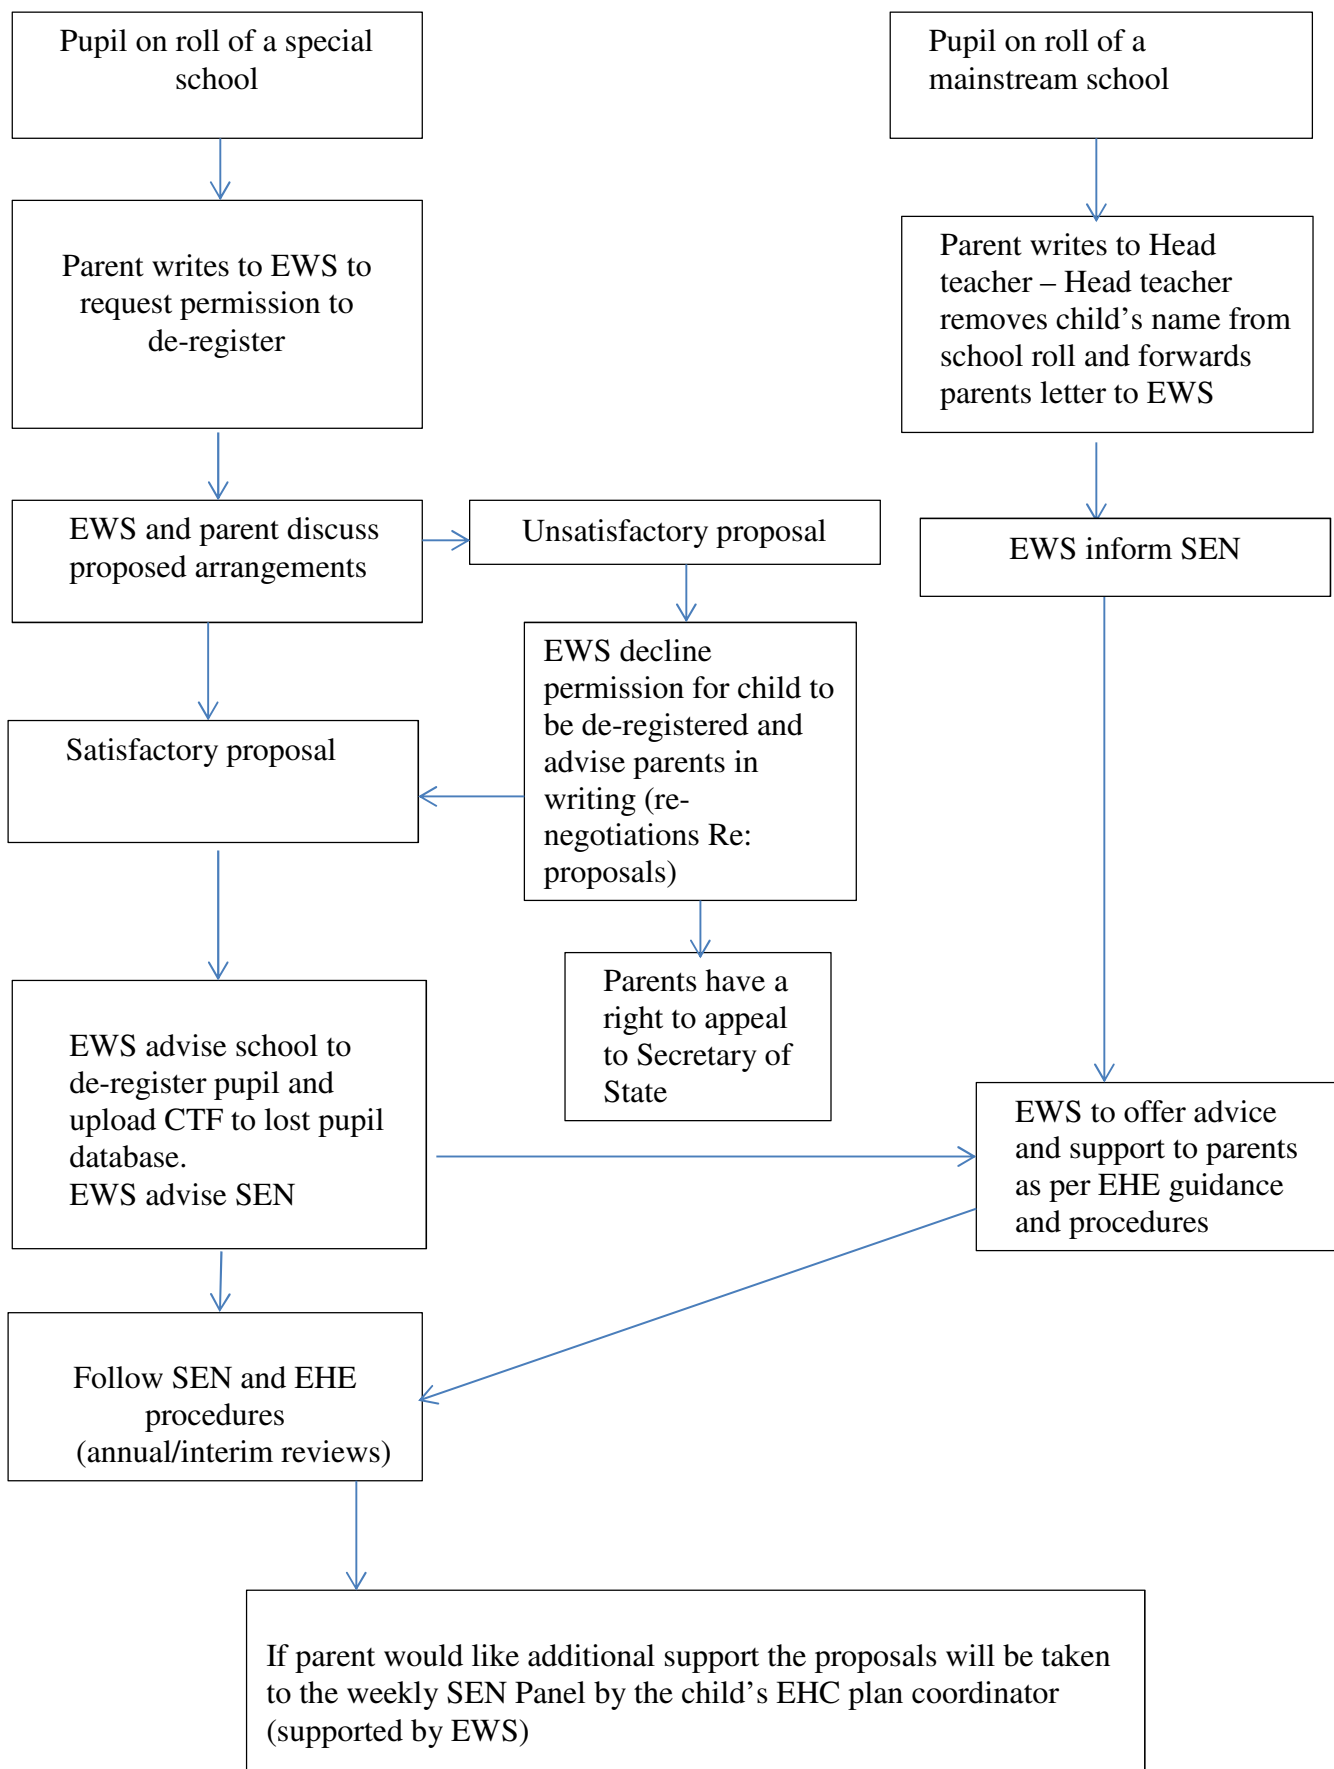 Pupil on roll of a special
school
Pupil on roll of a
mainstream school
Parent writes to EWS to
request permission to
de-register
Parent writes to Head
teacher – Head teacher
removes child’s name from
school roll and forwards
parents letter to EWS
EWS and parent discuss
proposed arrangements
Unsatisfactory proposal
EWS inform SEN
EWS decline
permission for child to
be de-registered and
advise parents in
writing (re-
negotiations Re:
proposals)
Satisfactory proposal
Parents have a
right to appeal
to Secretary of
State
EWS advise school to
de-register pupil and
upload CTF to lost pupil
database.
EWS advise SEN
EWS to offer advice
and support to parents
as per EHE guidance
and procedures
Follow SEN and EHE
procedures
(annual/interim reviews)
If parent would like additional support the proposals will be taken
to the weekly SEN Panel by the child’s EHC plan coordinator
(supported by EWS)